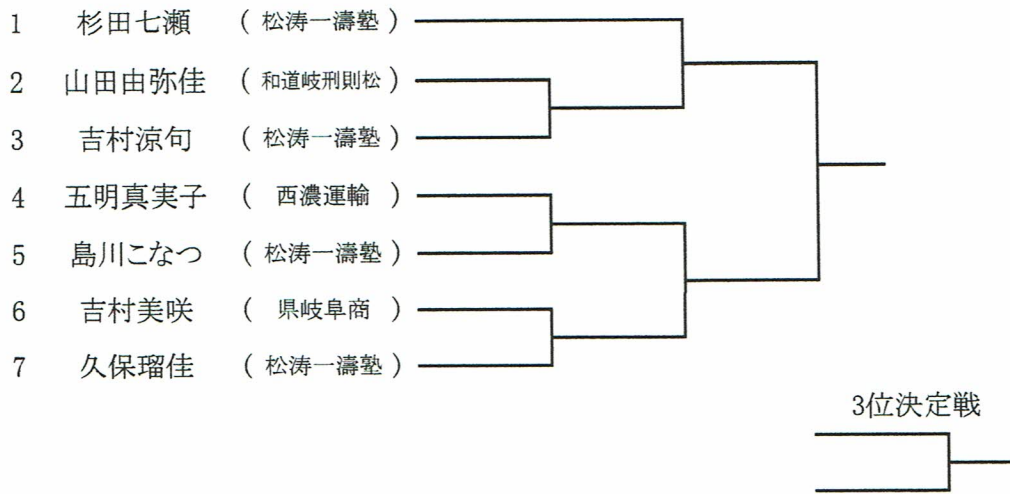 1 杉田七瀬 （松涛一濤塾）
2 山田由弥佳 （和道岐刑則松）
3 吉村涼句 （松涛一濤塾）
4 五明真実子 （西濃運輸）
5 島川こなつ （松涛一濤塾）
6 吉村美咲 （県岐阜商）
7 久保瑠佳 （松涛一濤塾）
3位決定戦